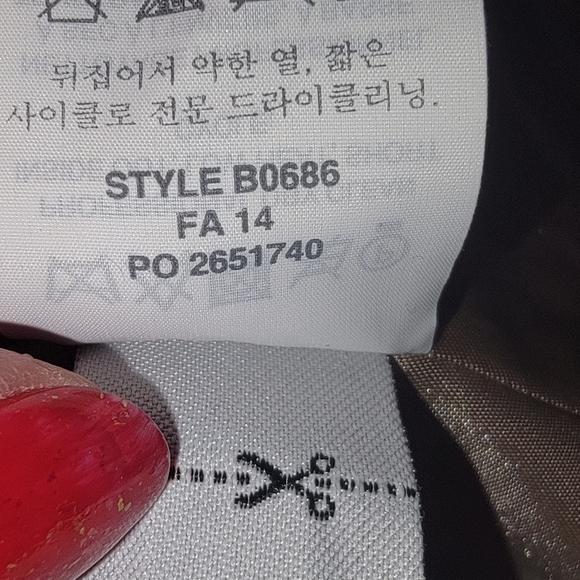 뒤집어서 약한 열, 짧은
사이클로 전문 드라이클리닝.
STYLE B0686
FA 14
PO 2651740